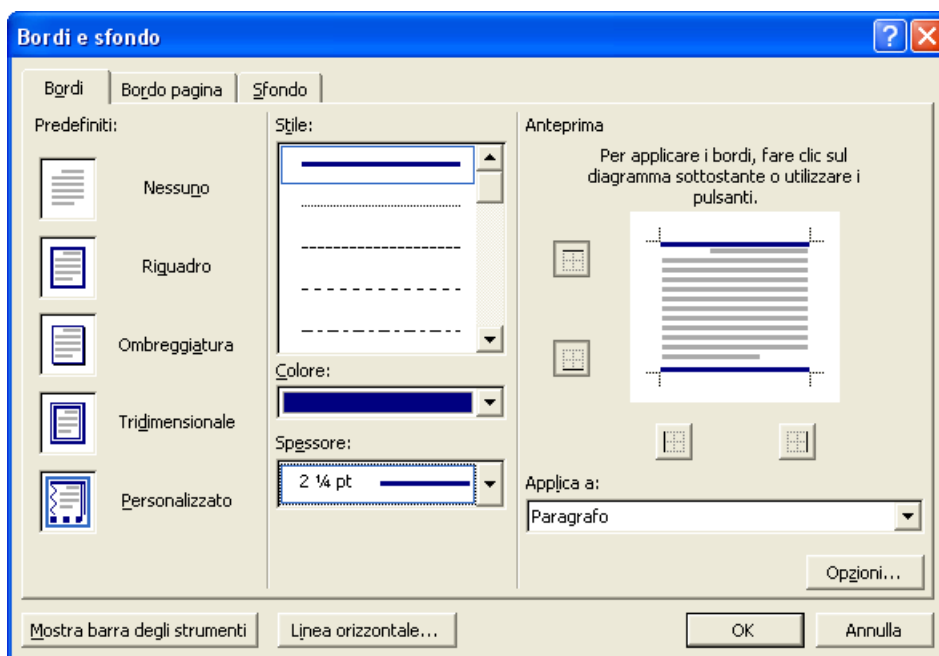 Bordi e sfondo
Bordi
Bordo pagina
Sfondo
Predefiniti:
Nessuno
Riquadro
Ombreggiatura
Tridimensionale
Personalizzato
Stile:
Colore:
Spessore:
2 ¼ pt
Anteprima
Per applicare i bordi, fare clic sul
diagramma sottostante o utilizzare i
pulsanti.
Applica a:
Paragrafo
Opzioni...
Mostra barra degli strumenti
Linea orizzontale...
OK
Annulla